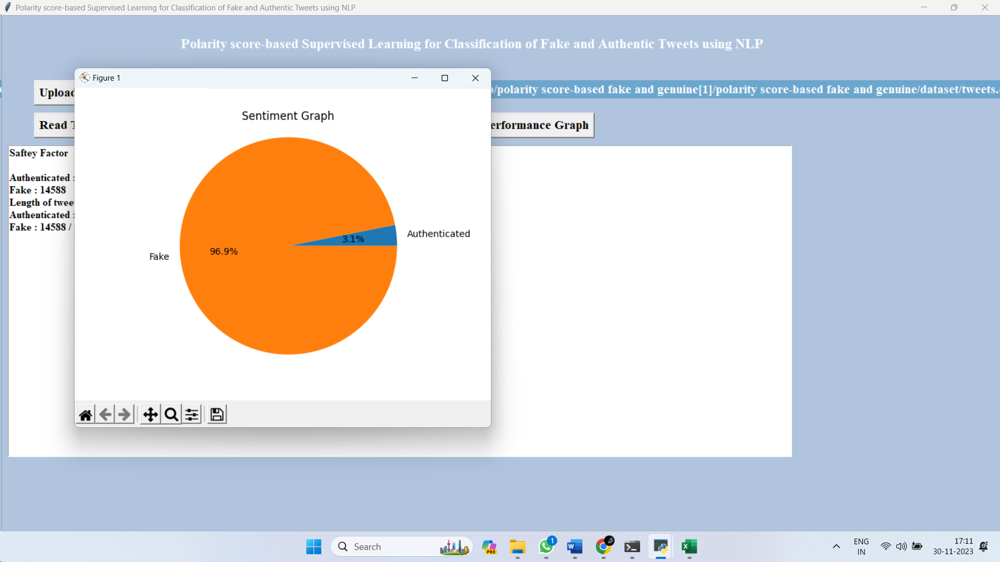 Polarity score-based Supervised Learning for Classification of Fake and Authentic Tweets using NLP
Polarity score-based Supervised Learning for Classification of Fake and Authentic Tweets using NLP
Figure 1
Upload
/polarity score-based fake and genuine[1]/polarity score-based fake and genuine/dataset/tweets.
Read
erformance Graph
Sentiment Graph
Saftey Factor
Authenticated :
Fake : 14588
Length of twee
Authenticated :
Fake : 14588 /
Authenticated
3.1%
96.9%
Fake
Search
PRE
1
ENG
IN
17:11
30-11-2023